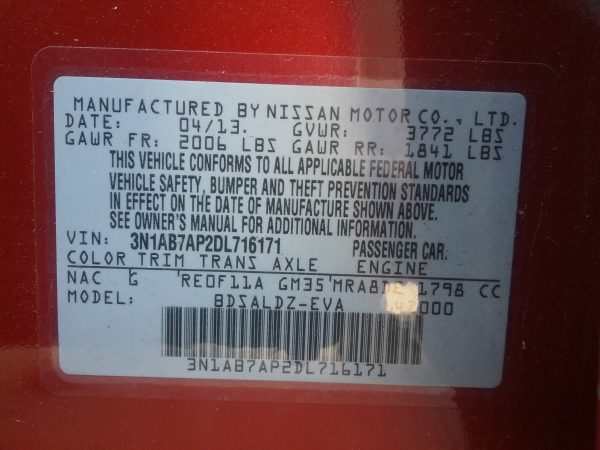 MANUFACTURED BY NISSAN MOTOR CO., LTD.
DATE: 04/13. GVWR: 3772 LBS
GAWR FR: 2006 LBS GAWR RR: 1841 LBS
THIS VEHICLE CONFORMS TO ALL APPLICABLE FEDERAL MOTOR
VEHICLE SAFETY, BUMPER AND THEFT PREVENTION STANDARDS
IN EFFECT ON THE DATE OF MANUFACTURE SHOWN ABOVE.
SEE OWNER'S MANUAL FOR ADDITIONAL INFORMATION.
VIN: 3N1AB7AP2DL716171 PASSENGER CAR.
COLOR TRIM TRANS AXLE ENGINE
NAC G RE0F11A GM35 1798 CC
MODEL: BDSALDZ-EVA
3N1AB7AP2DL716171